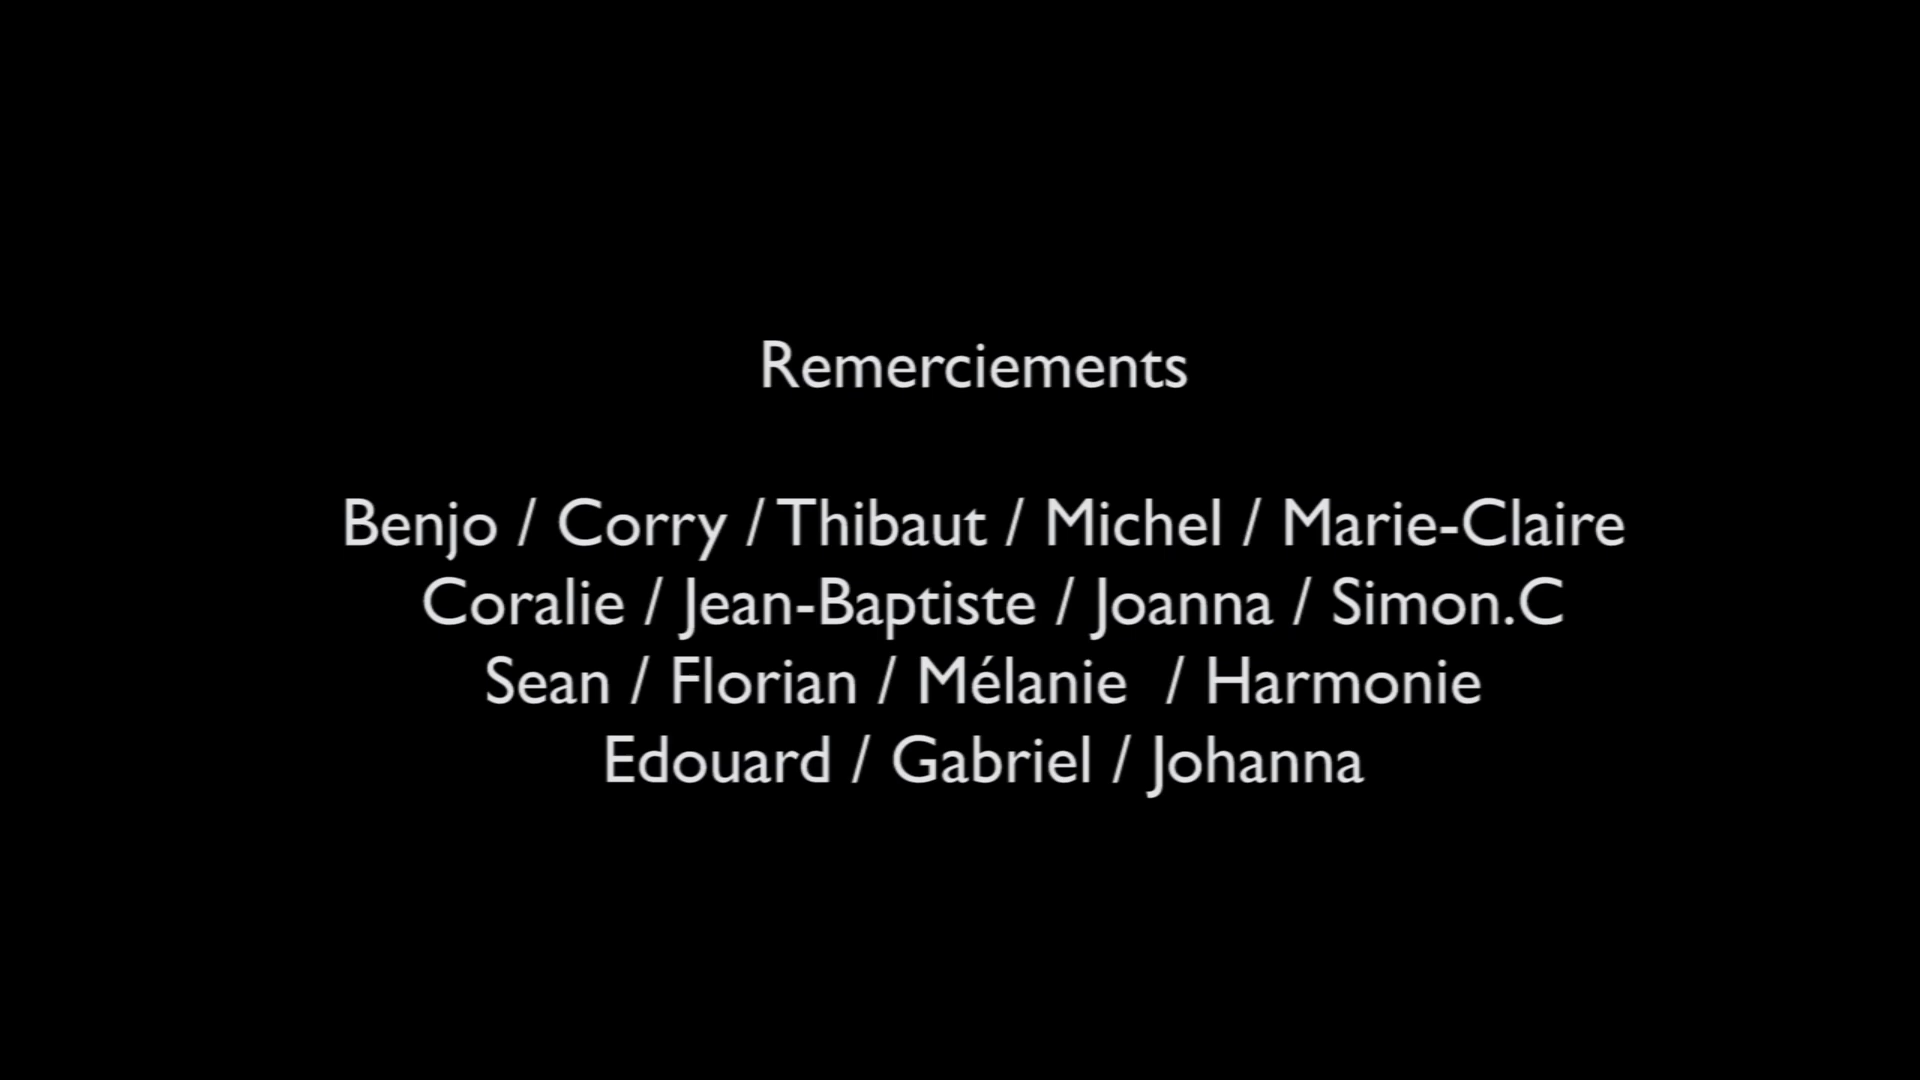 Remerciements
Benjo / Corry / Thibaut / Michel / Marie-Claire
Coralie / Jean-Baptiste / Joanna / Simon.C
Sean / Florian / Mélanie  / Harmonie
Edouard / Gabriel / Johanna